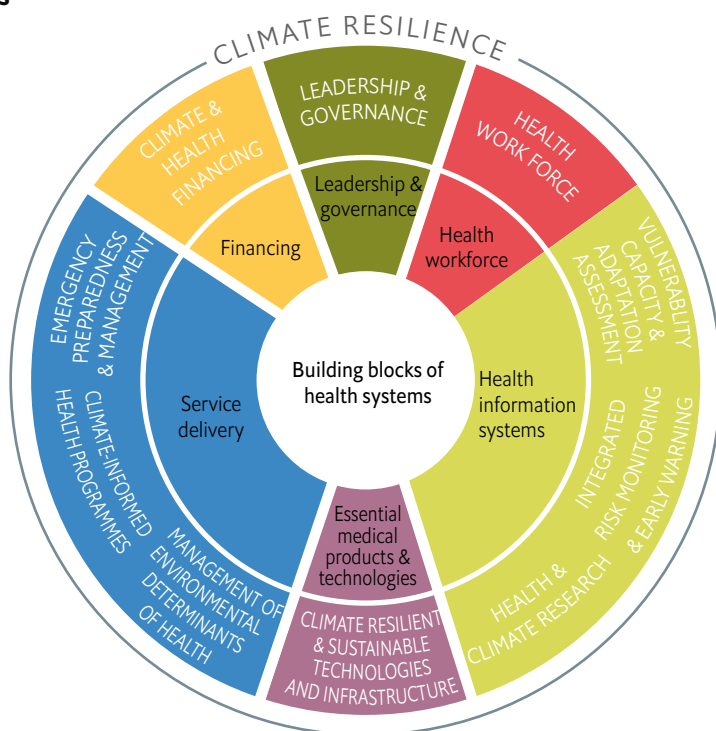 CLIMATE RESILIENCE
LEADERSHIP &
GOVERNANCE
HEALTH
WORK FORCE
VULNERABLITY
CAPACITY &
ADAPTATION
ASSESSMENT
INTEGRATED
RISK MONITORING
& EARLY WARNING
HEALTH &
CLIMATE RESEARCH
CLIMATE RESILIENT
& SUSTAINABLE
TECHNOLOGIES
AND INFRASTRUCTURE
MANAGEMENT OF
ENVIRONMENTAL
DETERMINANTS
OF HEALTH
CLIMATE-INFORMED
HEALTH PROGRAMMES
EMERGENCY
PREPAREDNESS
& MANAGEMENT
CLIMATE &
HEALTH
FINANCING
Leadership &
governance
Health
workforce
Health
information
systems
Essential
medical
products &
technologies
Service
delivery
Financing
Building blocks of
health systems